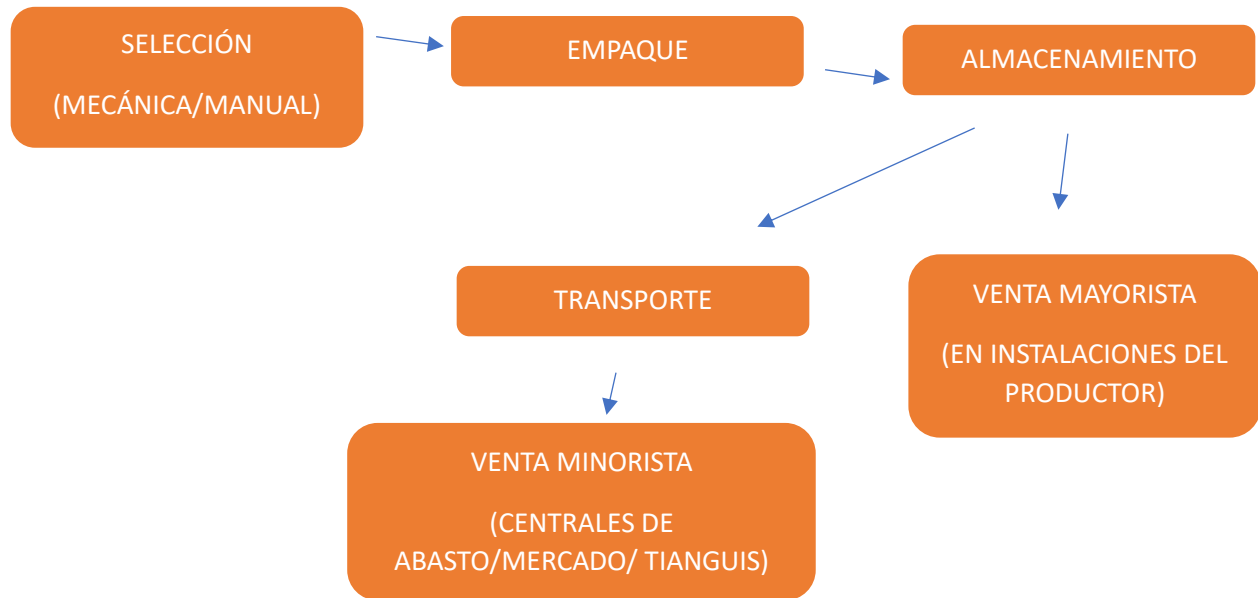 SELECCIÓN
(MECÁNICA/MANUAL)
EMPAQUE
ALMACENAMIENTO
TRANSPORTE
VENTA MAYORISTA
(EN INSTALACIONES DEL
PRODUCTOR)
VENTA MINORISTA
(CENTRALES DE
ABASTO/MERCADO/ TIANGUIS)